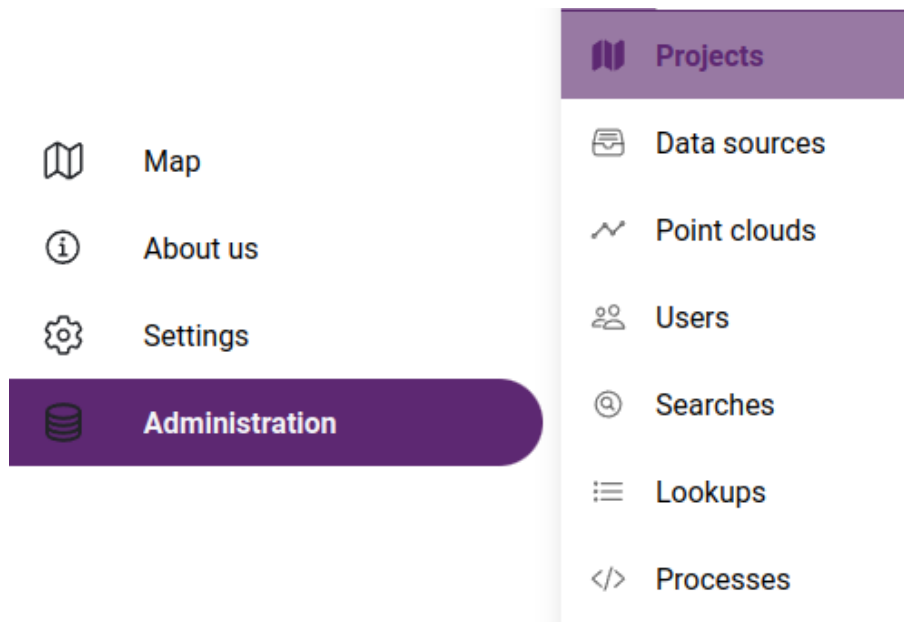 Map
About us
Settings
Administration
Projects
Data sources
Point clouds
Users
Searches
Lookups
Processes